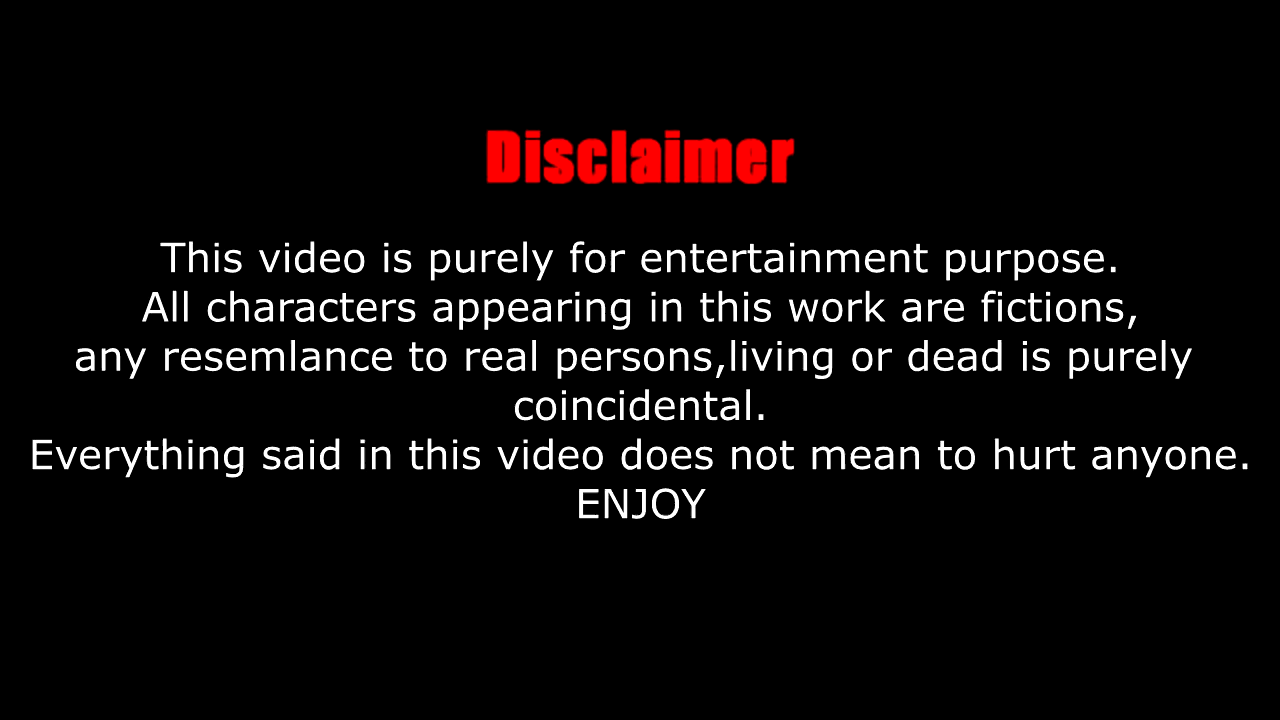 Disclaimer
This video is purely for entertainment purpose.
All characters appearing in this work are fictions,
any resemlance to real persons,living or dead is purely
coincidental.
Everything said in this video does not mean to hurt anyone.
ENJOY